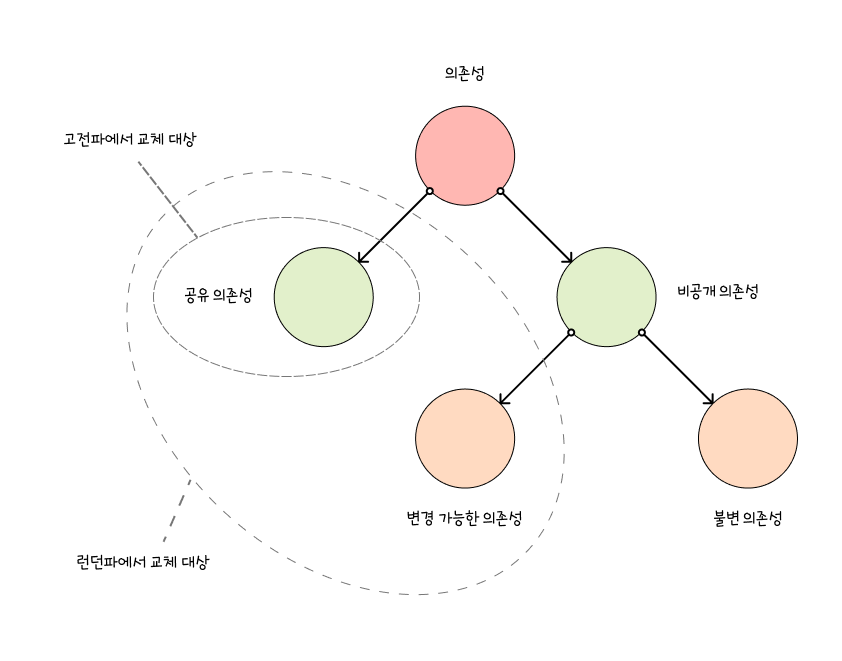 의존성
고전파에서 교체 대상
공유 의존성
비공개 의존성
변경 가능한 의존성
불변 의존성
런던파에서 교체 대상